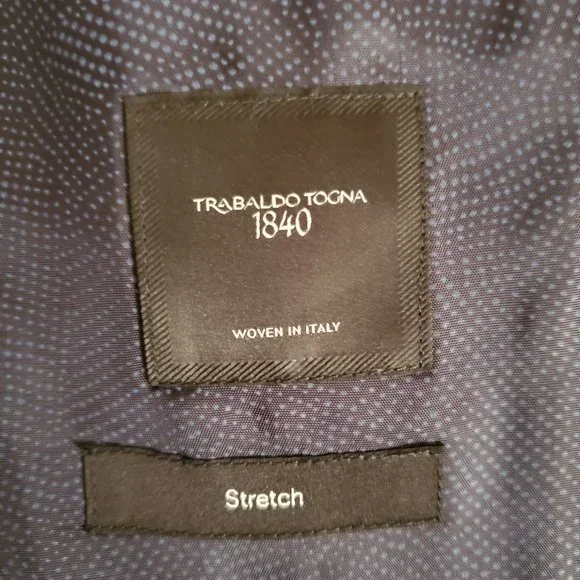 TRABALDO TOGNA
1840
WOVEN IN ITALY
Stretch